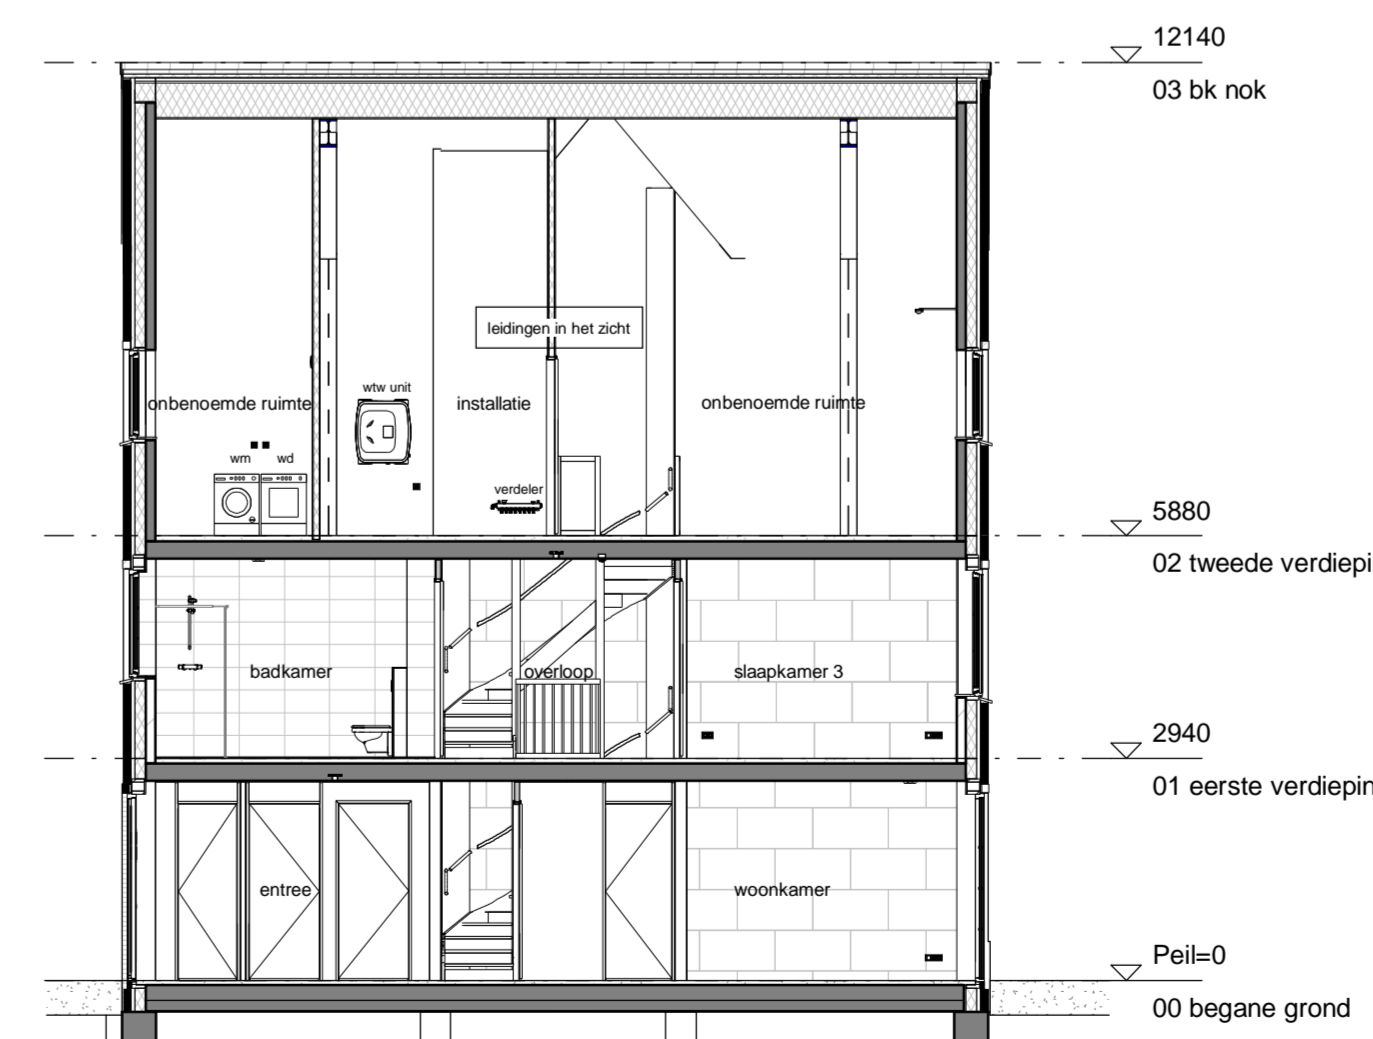 12140
03 bk nok
leidingen in het zicht
wtw unit
onbenoemde ruimte
installatie
onbenoemde ruimte
wm
wd
verdeler
5880
02 tweede verdiepi
badkamer
overloop
slaapkamer 3
2940
01 eerste verdiepin
entree
woonkamer
Peil=0
00 begane grond